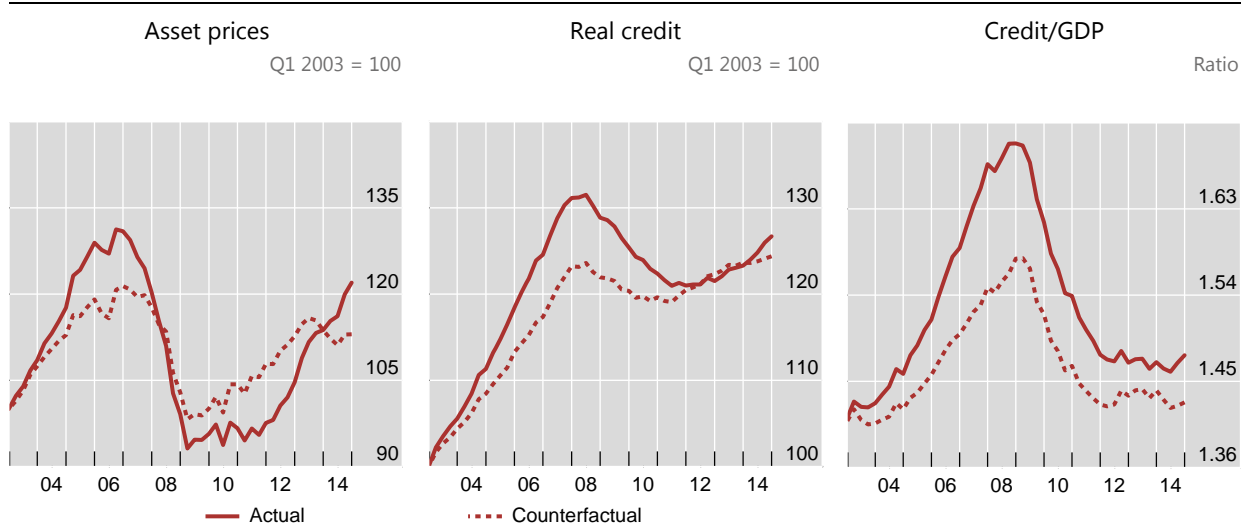 Asset prices
Q1 2003 = 100
135
120
105
90
04 06 08 10 12 14
Real credit
Q1 2003 = 100
130
120
110
100
04 06 08 10 12 14
Credit/GDP
Ratio
1.63
1.54
1.45
1.36
04 06 08 10 12 14
Actual
Counterfactual